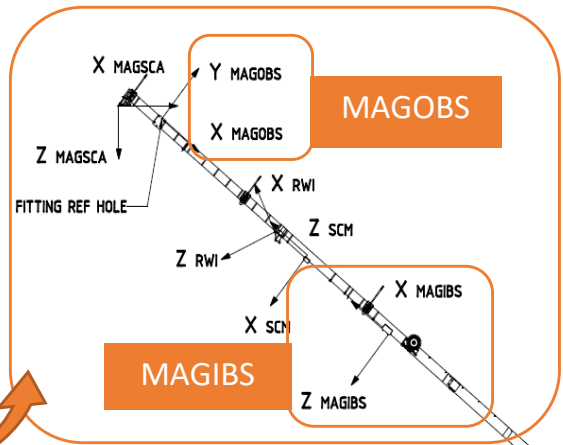 X MAGSCA
Y MAGOBS
MAGOBS
X MAGOBS
Z MAGSCA
X RWI
FITTING REF HOLE
Z SCM
Z RWI
X MAGIBS
X SCM
MAGIBS
Z MAGIBS